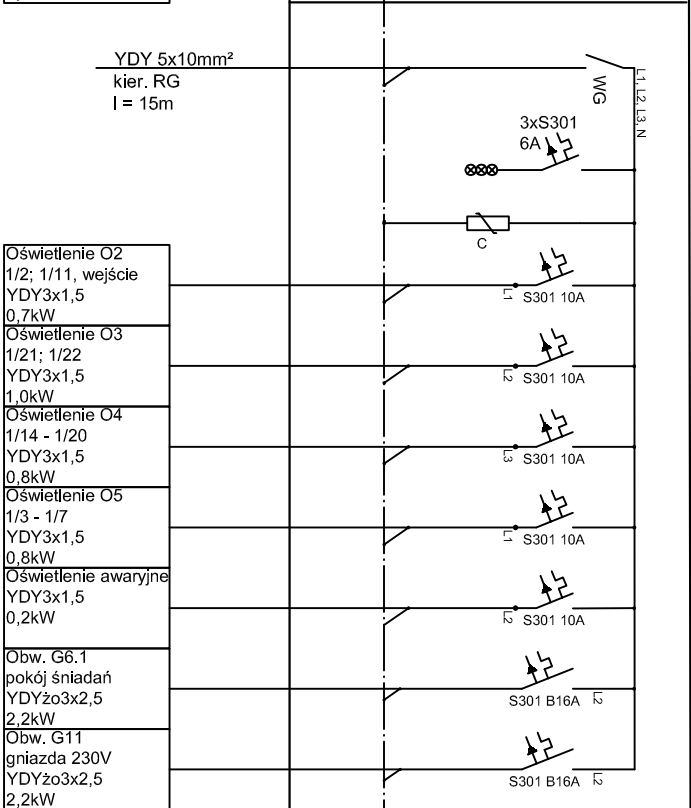 YDY 5x10mm²
kier. RG
l = 15m
WG
L1, L2, L3, N
3xS301
6A
C
Oświetlenie O2
1/2; 1/11, wejście
YDY3x1,5
0,7kW
L1
S301 10A
Oświetlenie O3
1/21; 1/22
YDY3x1,5
1,0kW
L2
S301 10A
Oświetlenie O4
1/14 - 1/20
YDY3x1,5
0,8kW
L3
S301 10A
Oświetlenie O5
1/3 - 1/7
YDY3x1,5
0,8kW
L1
S301 10A
Oświetlenie awaryjne
YDY3x1,5
0,2kW
L2
S301 10A
Obw. G6.1
pokój śniadań
YDYżo3x2,5
2,2kW
S301 B16A
L2
Obw. G11
gniazda 230V
YDYżo3x2,5
2,2kW
S301 B16A
L2